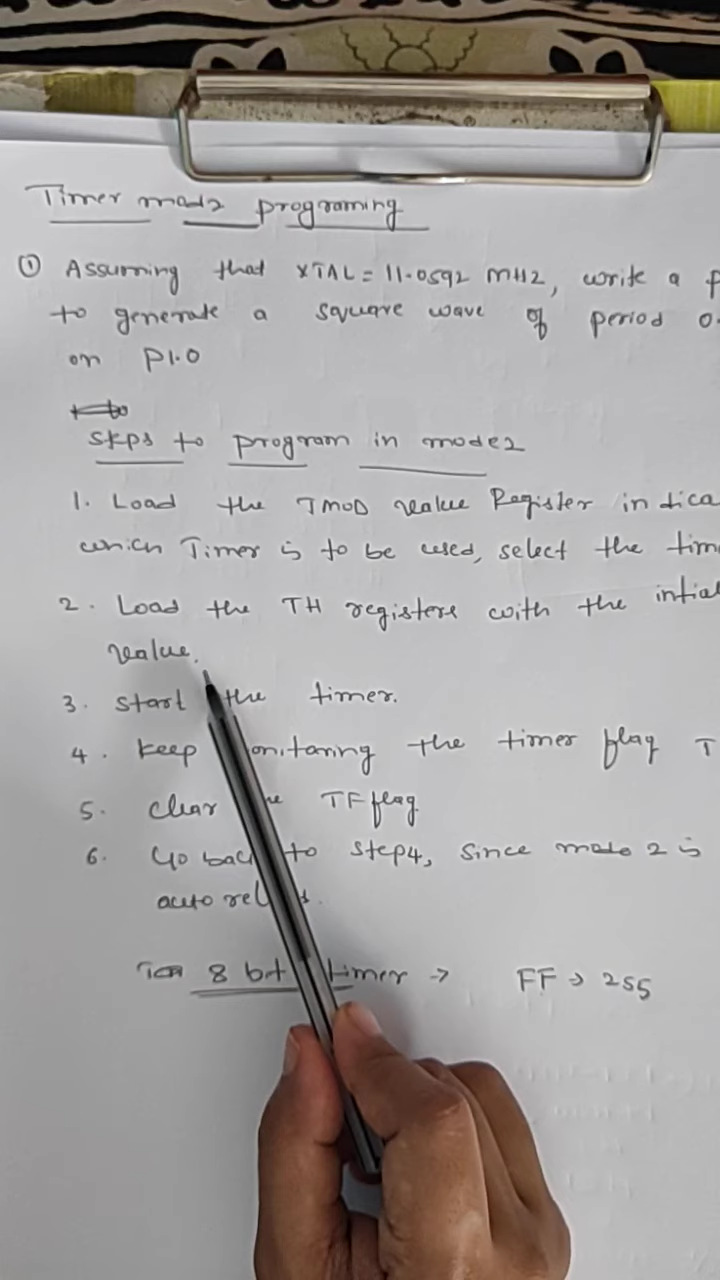 Timer mode2 programing
① Assuming that XTAL = 11.0592 MHZ, write a
to generate a square wave of period 0.
on P1.0
Steps to program in mode2
1. Load the TMOD value Register indica
which Timer is to be used, select the tim
2. Load the TH registers with the intial
value.
3. start the timer.
4. keep onitoring the timer flag T
5. clear TF flag
6. Go bac to step4, since mode 2 is
auto rel
8 bit timer → FF → 255